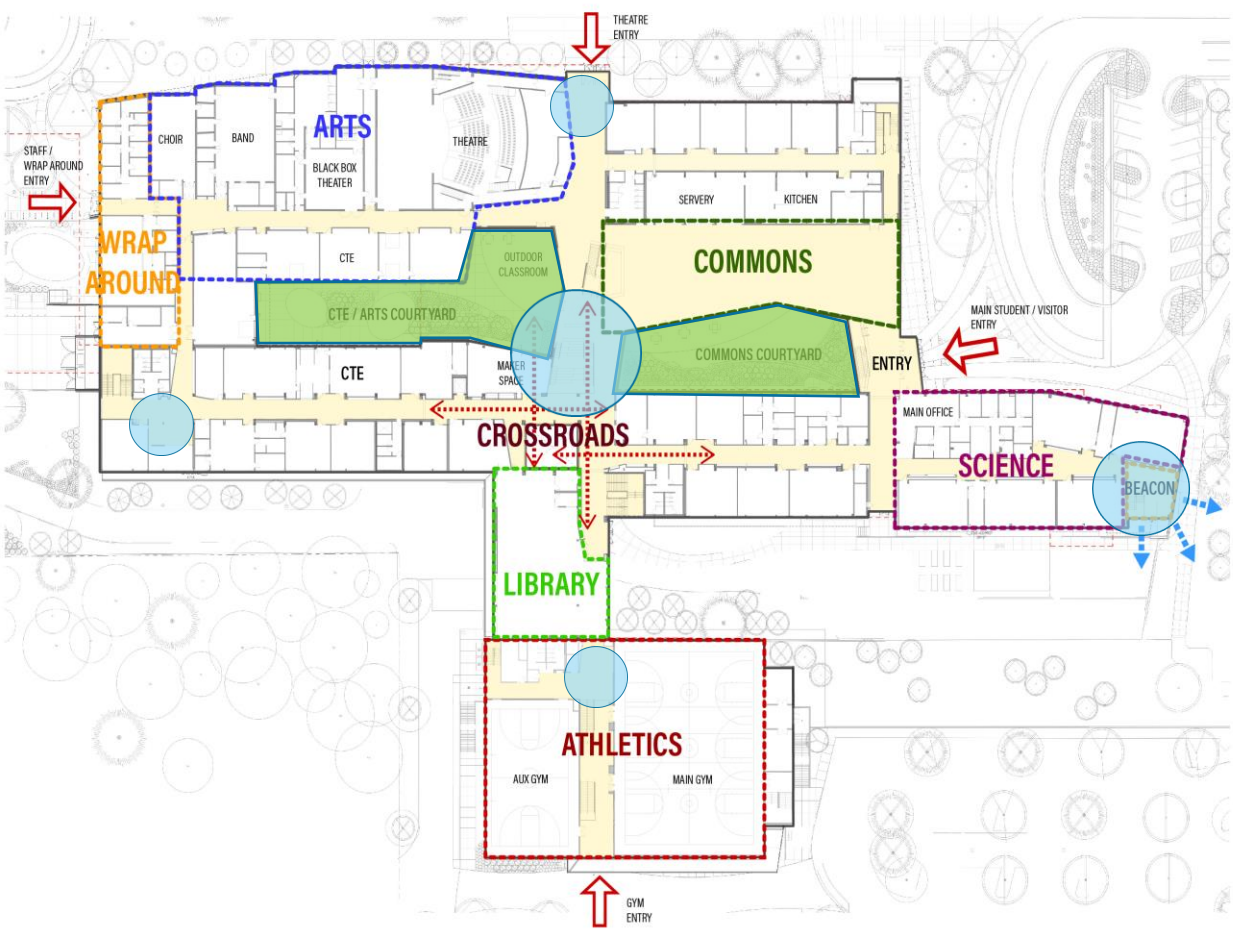 THEATRE
ENTRY
ARTS
CHOIR
BAND
THEATRE
BLACK BOX
THEATER
STAFF /
WRAP AROUND
ENTRY
SERVERY
KITCHEN
WRAP
AROUND
CTE
OUTDOOR
CLASSROOM
COMMONS
CTE / ARTS COURTYARD
MAIN STUDENT / VISITOR
ENTRY
COMMONS COURTYARD
ENTRY
CTE
MAKER
SPACE
MAIN OFFICE
CROSSROADS
SCIENCE
BEACON
LIBRARY
ATHLETICS
AUX GYM
MAIN GYM
GYM
ENTRY